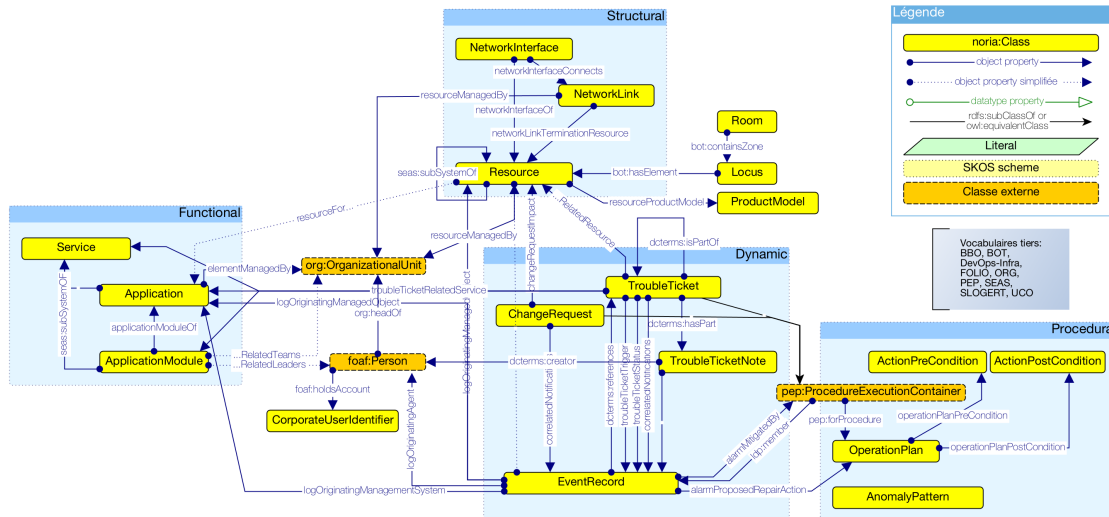 Structural
NetworkInterface
networkInterfaceConnects
resourceManagedBy
NetworkLink
networkInterfaceOf
networkLinkTerminationResource
Room
bot:containsZone
seas:subSystemOf
Resource
bot:hasElement
Locus
resourceProductModel
ProductModel
Légende
noria:Class
object property
object property simplifiée
datatype property
rdfs:subClassOf or
owl:equivalentClass
Literal
SKOS scheme
Classe externe
Vocabulaires tiers:
BBO, BOT,
DevOps-Infra,
FOLIO, ORG,
PEP, SEAS,
SLOGERT, UCO
Functional
resourceFor
Service
resourceManagedBy
elementManagedBy
org:OrganizationalUnit
Application
troubleTicketRelatedService
logOriginatingManagedObject
org:headOf
seas:subSystemOF
applicationModuleOf
ApplicationModule
...RelatedTeams
...RelatedLeaders
foaf:Person
foaf:holdsAccount
CorporateUserIdentifier
logOriginatingAgent
logOriginatingManagementSystem
Dynamic
RelatedResource
changeRequestImpact
dcterms:isPartOf
TroubleTicket
ChangeRequest
dcterms:hasPart
dcterms:creator
TroubleTicketNote
dcterms:references
troubleTicketTrigger
troubleTicketStatus
correlatedNotifications
EventRecord
alarmMitigatedBy
ldp:member
alarmProposedRepairAction
ActionPreCondition
ActionPostCondition
pep:ProcedureExecutionContainer
pep:forProcedure
operationPlanPreCondition
OperationPlan
operationPlanPostCondition
AnomalyPattern